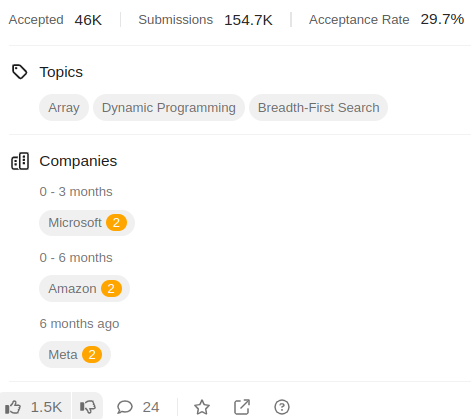 Accepted 46K Submissions 154.7K Acceptance Rate 29.7%
Topics
Array Dynamic Programming Breadth-First Search
Companies
0 - 3 months
Microsoft 2
0 - 6 months
Amazon 2
6 months ago
Meta 2
1.5K 24